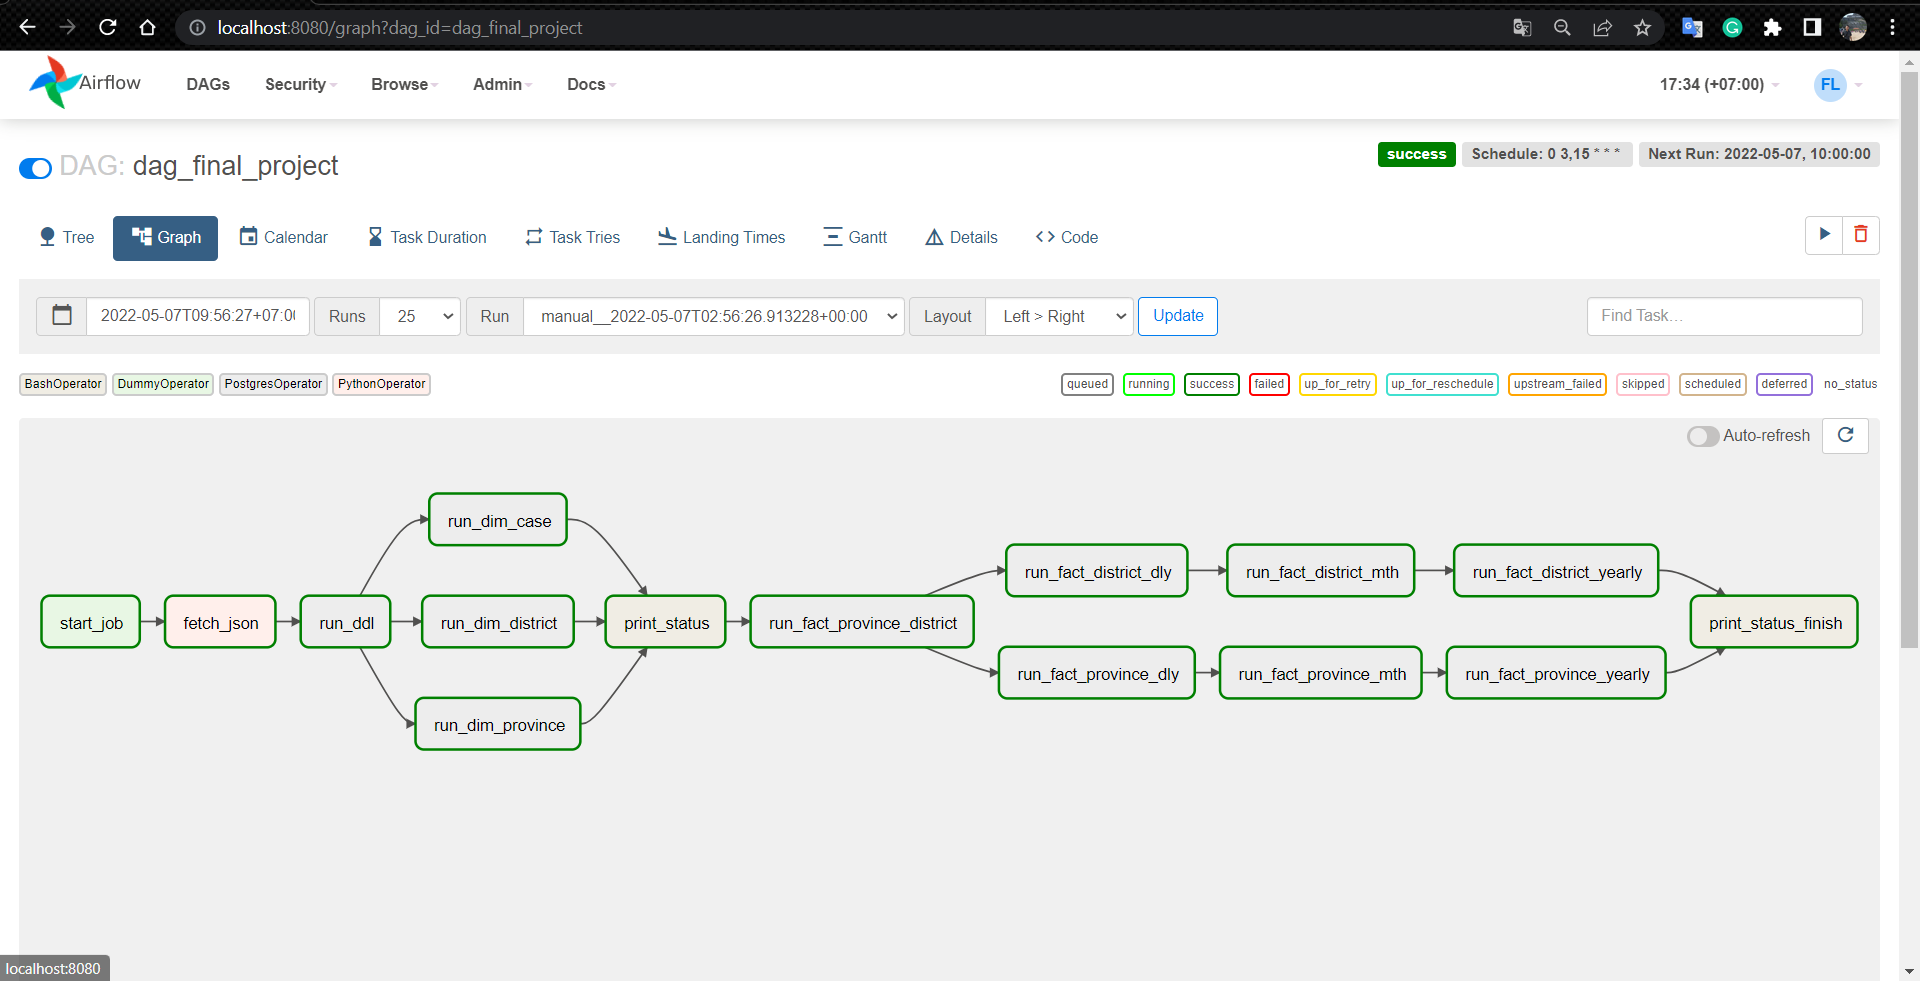 localhost:8080/graph?dag_id=dag_final_project
Airflow DAGs Security Browse Admin Docs 17:34 (+07:00) FL
DAG: dag_final_project success Schedule: 0 3,15 * * * Next Run: 2022-05-07, 10:00:00
Tree Graph Calendar Task Duration Task Tries Landing Times Gantt Details <> Code
2022-05-07T09:56:27+07:00 Runs 25 Run manual__2022-05-07T02:56:26.913228+00:00 Layout Left > Right Update Find Task...
BashOperator DummyOperator PostgresOperator PythonOperator queued running success failed up_for_retry up_for_reschedule upstream_failed skipped scheduled deferred no_status
Auto-refresh
run_dim_case
run_fact_district_dly run_fact_district_mth run_fact_district_yearly
start_job fetch_json run_ddl run_dim_district print_status run_fact_province_district print_status_finish
run_fact_province_dly run_fact_province_mth run_fact_province_yearly
run_dim_province
localhost:8080